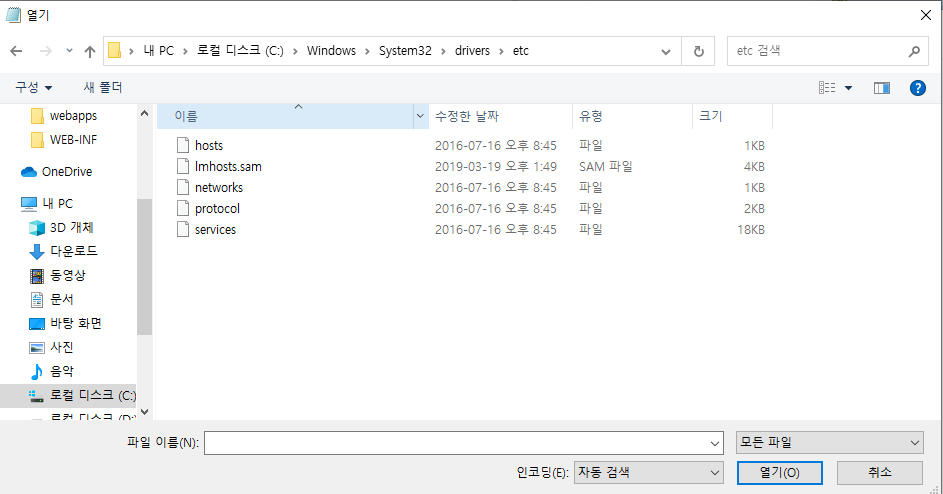 열기
내 PC > 로컬 디스크 (C:) > Windows > System32 > drivers > etc
etc 검색
구성 새 폴더
webapps
WEB-INF
OneDrive
내 PC
3D 개체
다운로드
동영상
문서
바탕 화면
사진
음악
로컬 디스크 (C:)
로컬 디스크 (D:)
이름 수정한 날짜 유형 크기
hosts 2016-07-16 오후 8:45 파일 1KB
lmhosts.sam 2019-03-19 오후 1:49 SAM 파일 4KB
networks 2016-07-16 오후 8:45 파일 1KB
protocol 2016-07-16 오후 8:45 파일 2KB
services 2016-07-16 오후 8:45 파일 18KB
파일 이름(N): 모든 파일
인코딩(E): 자동 검색 열기(O) 취소